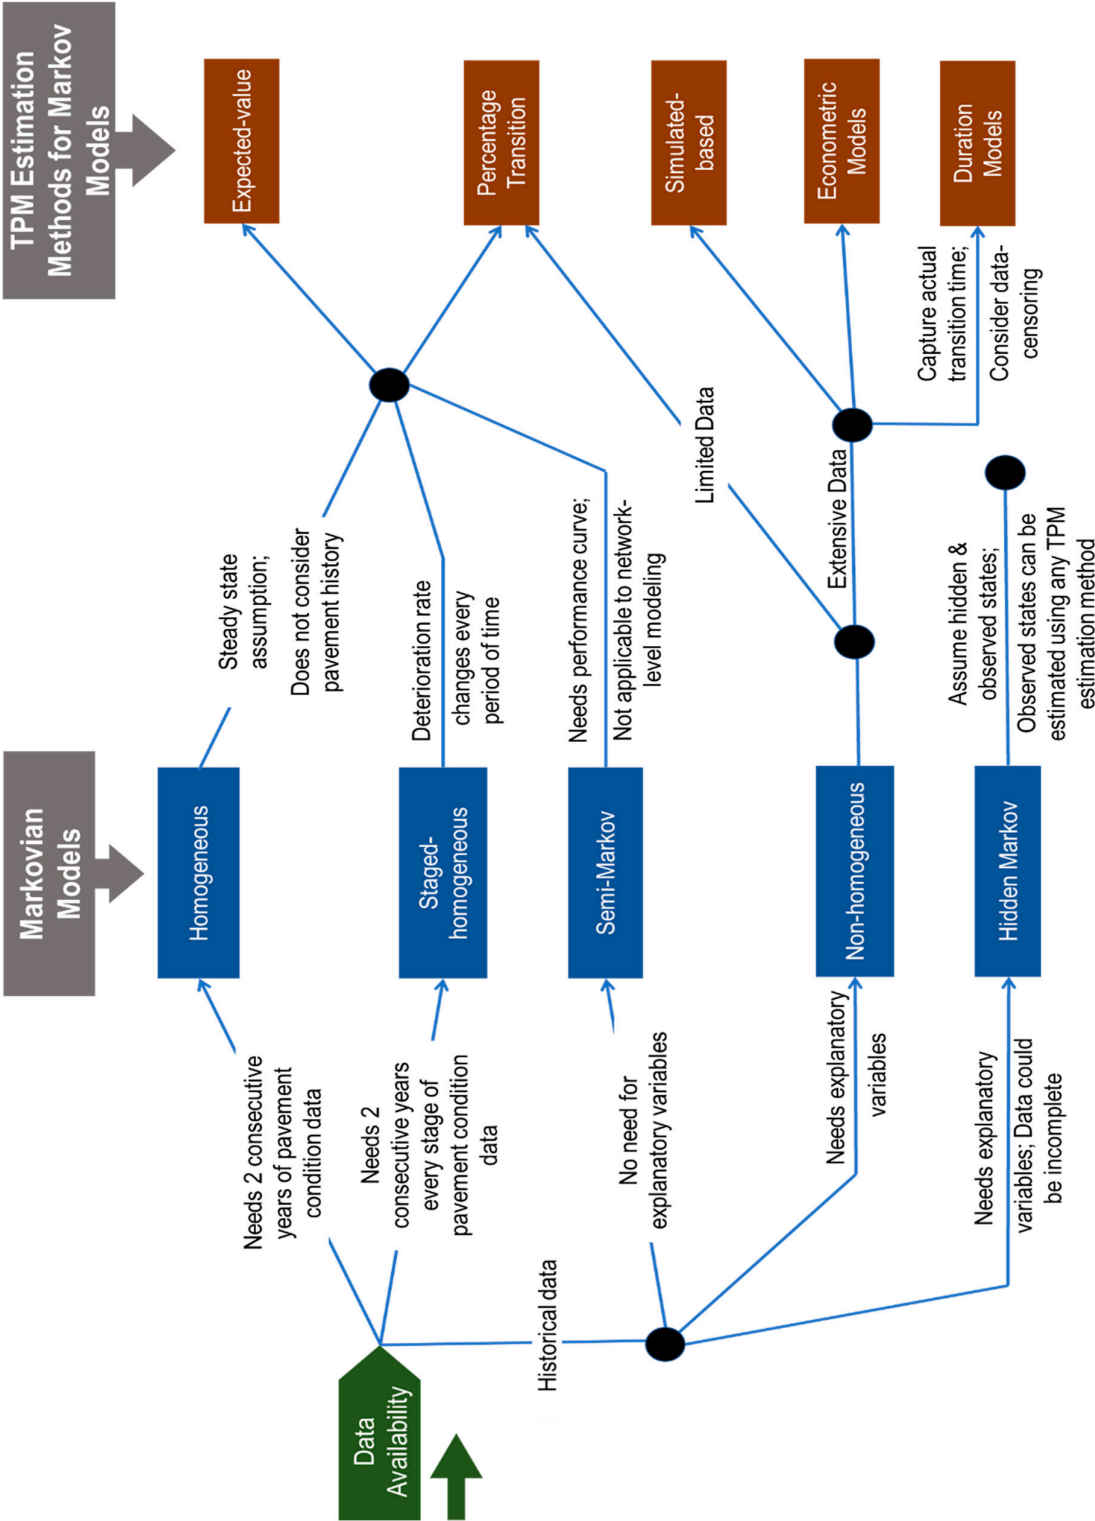 Markovian
Models
TPM Estimation
Methods for Markov
Models
Data
Availability
Needs 2 consecutive
years of pavement
condition data
Needs 2
consecutive years
every stage of
pavement condition
data
Historical data
No need for
explanatory variables
Needs explanatory
variables
Needs explanatory
variables; Data could
be incomplete
Homogeneous
Staged-
homogeneous
Semi-Markov
Non-homogeneous
Hidden Markov
Steady state
assumption;
Does not consider
pavement history
Deterioration rate
changes every
period of time
Needs performance curve;
Not applicable to network-
level modeling
Limited Data
Extensive Data
Assume hidden &
observed states;
Observed states can be
estimated using any TPM
estimation method
Capture actual
transition time;
Consider data-
censoring
Expected-value
Percentage
Transition
Simulated-
based
Econometric
Models
Duration
Models